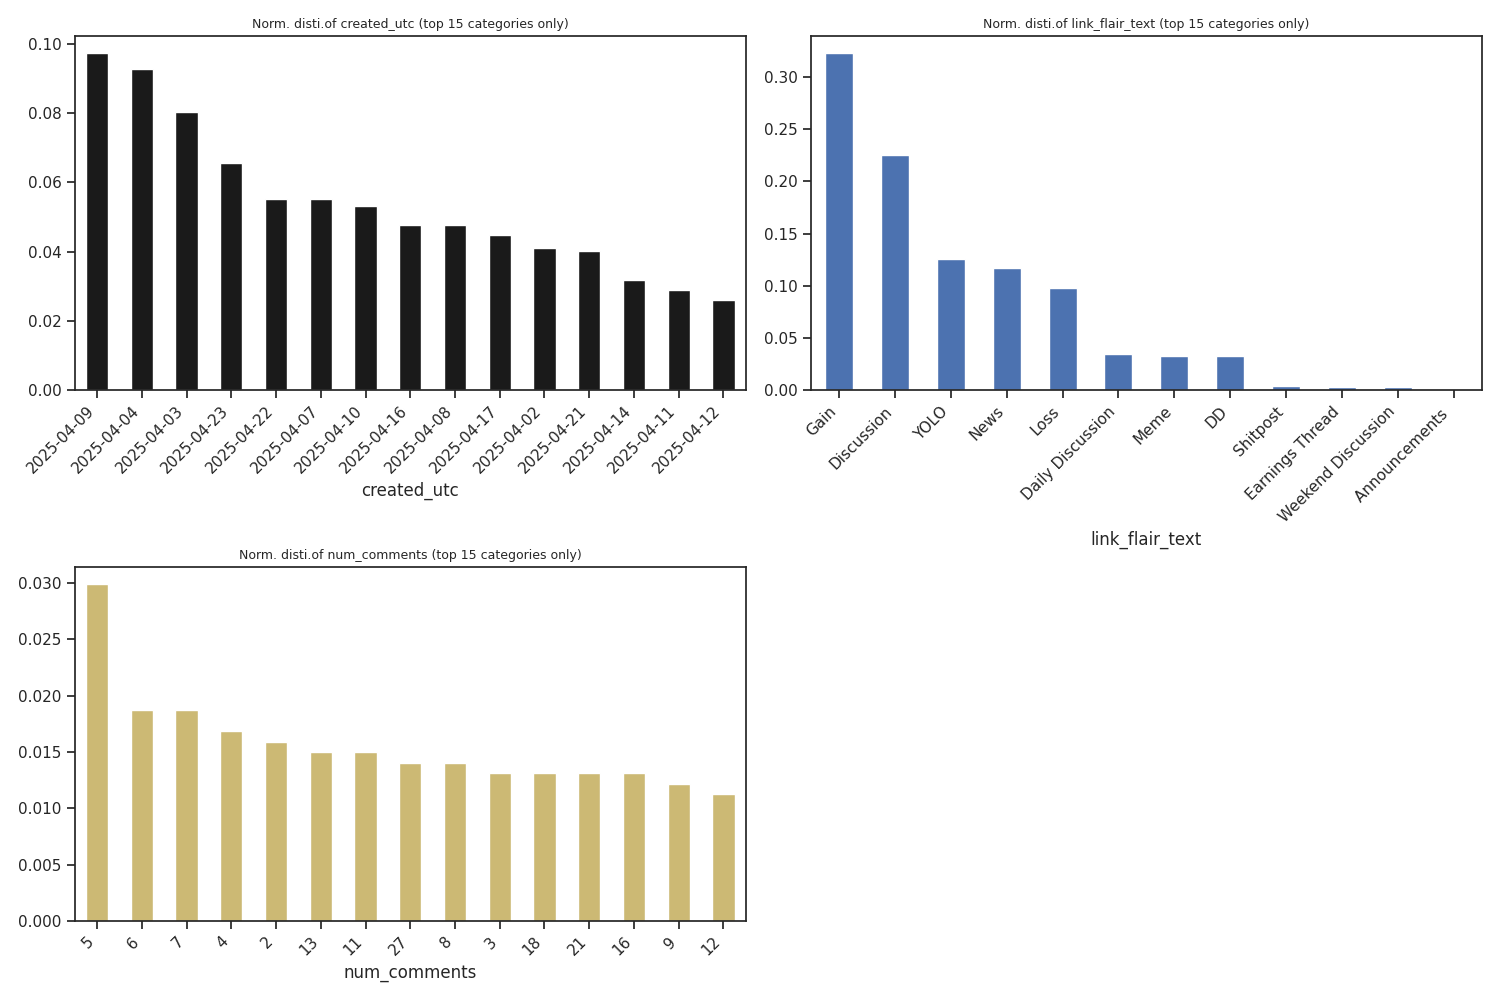 Norm. disti.of created_utc (top 15 categories only)
0.10
0.08
0.06
0.04
0.02
0.00
2025-04-09
2025-04-04
2025-04-03
2025-04-23
2025-04-22
2025-04-07
2025-04-10
2025-04-16
2025-04-08
2025-04-17
2025-04-02
2025-04-21
2025-04-14
2025-04-11
2025-04-12
created_utc
Norm. disti.of link_flair_text (top 15 categories only)
0.30
0.25
0.20
0.15
0.10
0.05
0.00
Gain
Discussion
YOLO
News
Loss
Daily Discussion
Meme
DD
Shitpost
Earnings Thread
Weekend Discussion
Announcements
link_flair_text
Norm. disti.of num_comments (top 15 categories only)
0.030
0.025
0.020
0.015
0.010
0.005
0.000
5
6
7
4
2
13
11
27
8
3
18
21
16
9
12
num_comments